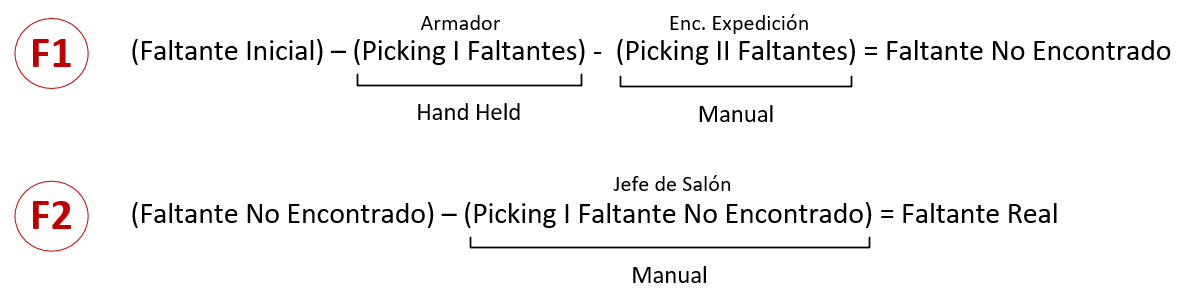 Armador Enc. Expedición
F1 (Faltante Inicial) – (Picking I Faltantes) - (Picking II Faltantes) = Faltante No Encontrado
Hand Held Manual
Jefe de Salón
F2 (Faltante No Encontrado) – (Picking I Faltante No Encontrado) = Faltante Real
Manual